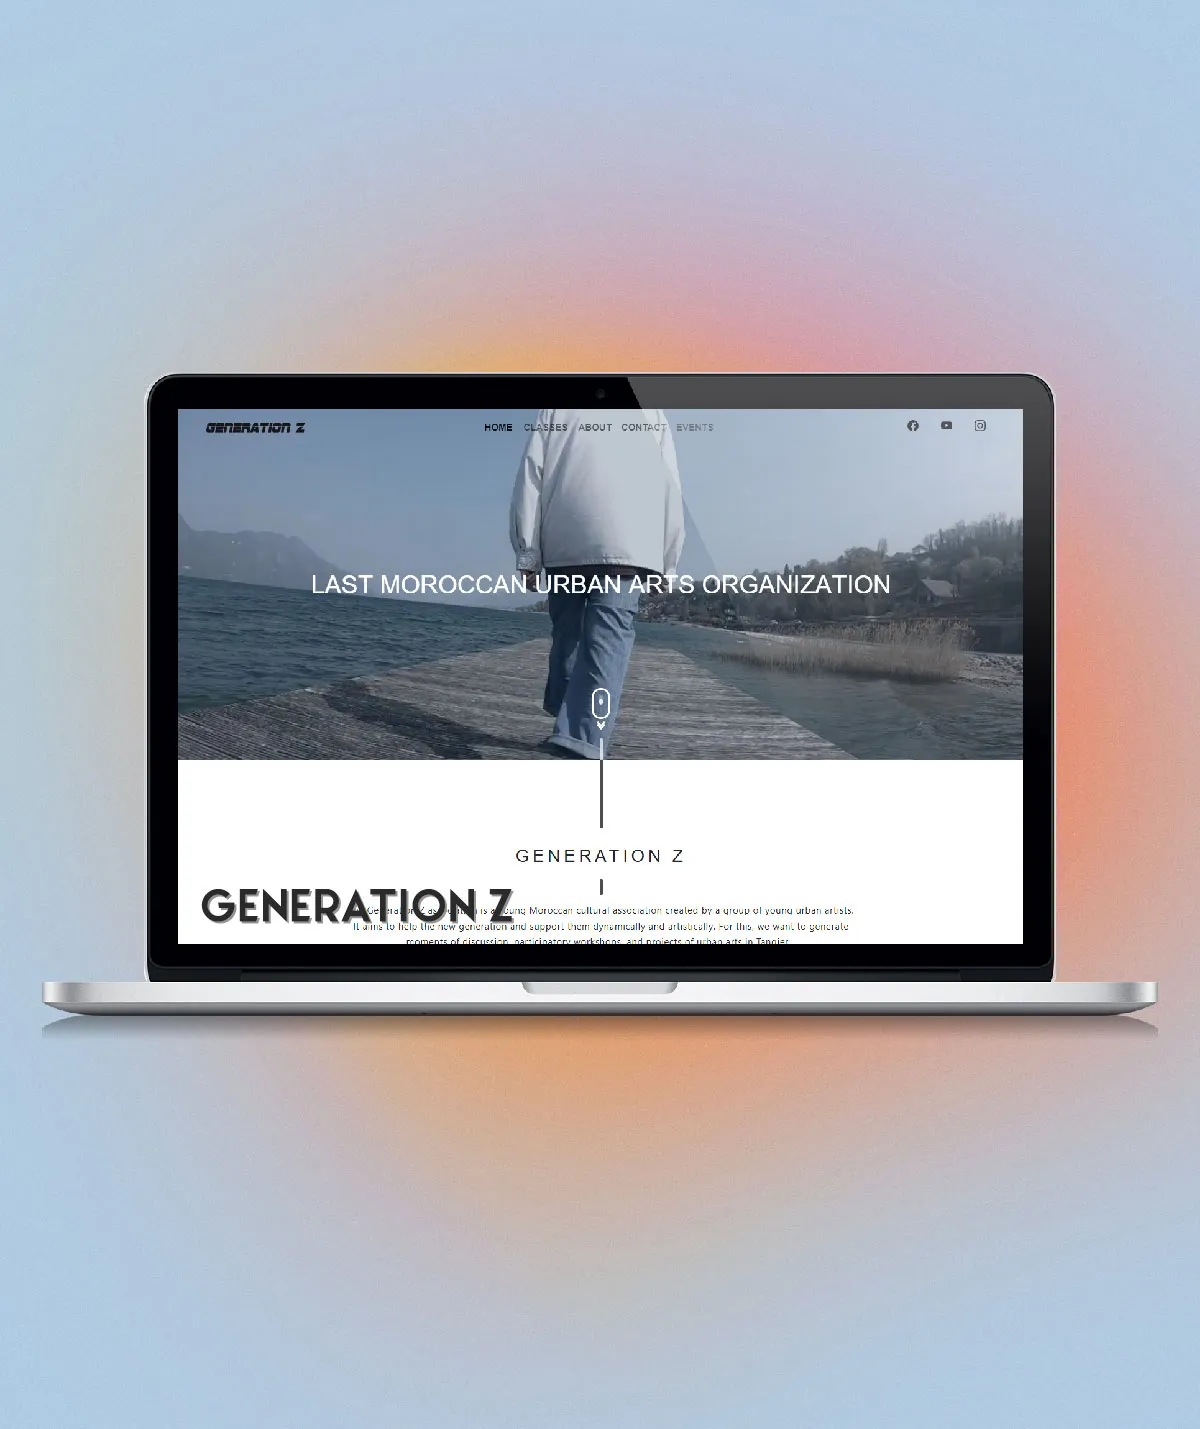 GENERATION Z
HOME CLASSES ABOUT CONTACT EVENTS
LAST MOROCCAN URBAN ARTS ORGANIZATION
GENERATION Z
GENERATION Z
Generation Z association is a young Moroccan cultural association created by a group of young urban artists.
It aims to help the new generation and support them dynamically and artistically. For this, we want to generate
moments of discussion, participatory workshops, and projects of urban arts in Tangier.